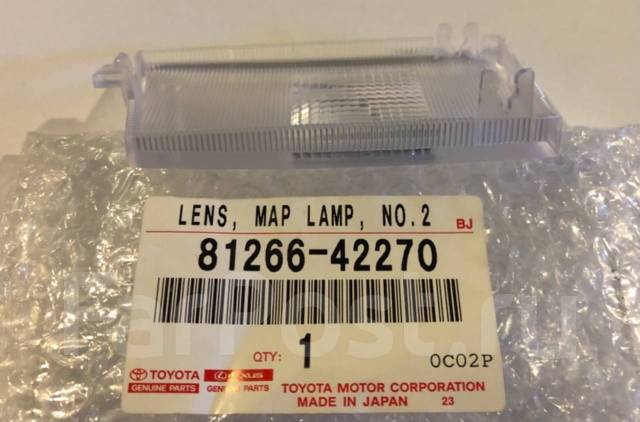 LENS, MAP LAMP, NO.2 BJ
81266-42270
QTY: 1 0C02P
TOYOTA LEXUS
GENUINE PARTS GENUINE PARTS
TOYOTA MOTOR CORPORATION
MADE IN JAPAN 23
FarPost.ru